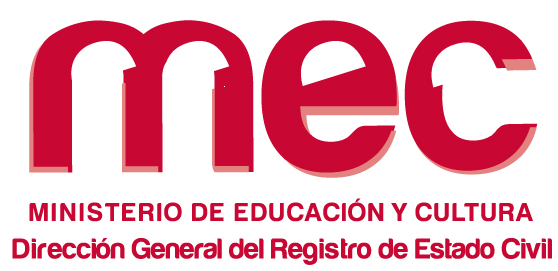 mec
MINISTERIO DE EDUCACIÓN Y CULTURA
Dirección General del Registro de Estado Civil